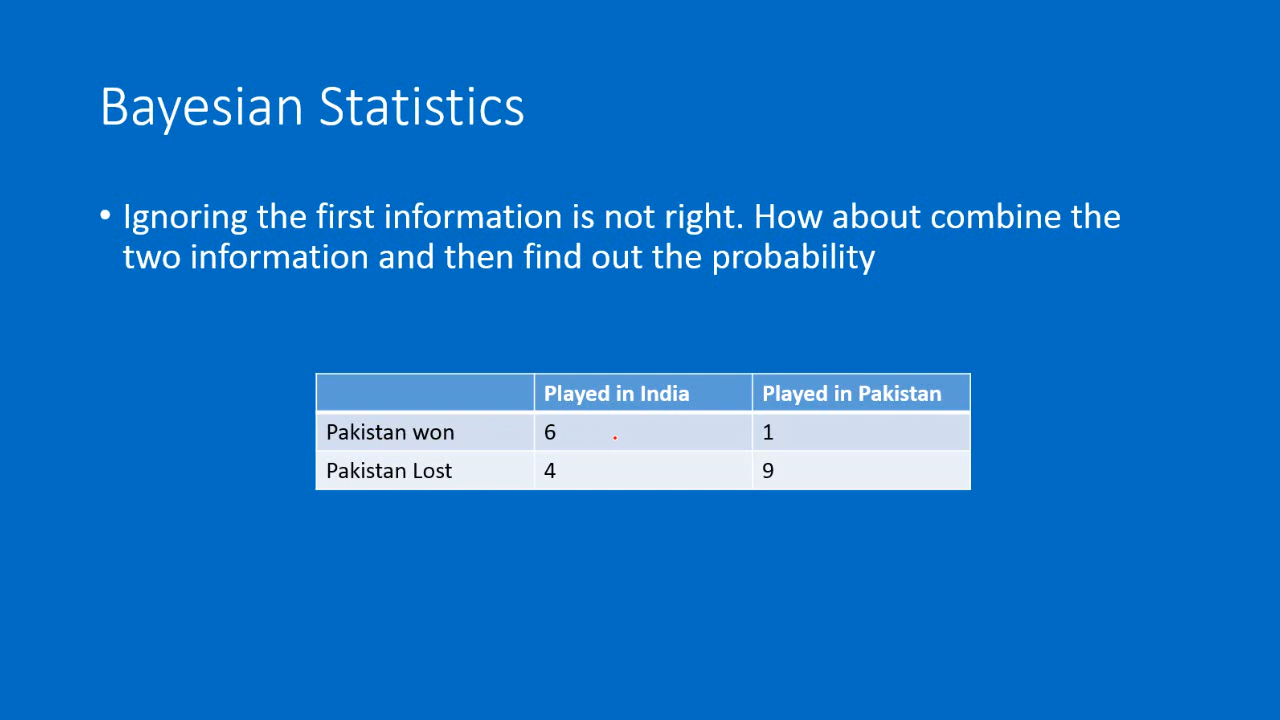 Bayesian Statistics
• Ignoring the first information is not right. How about combine the
two information and then find out the probability
Played in India Played in Pakistan
Pakistan won 6 1
Pakistan Lost 4 9